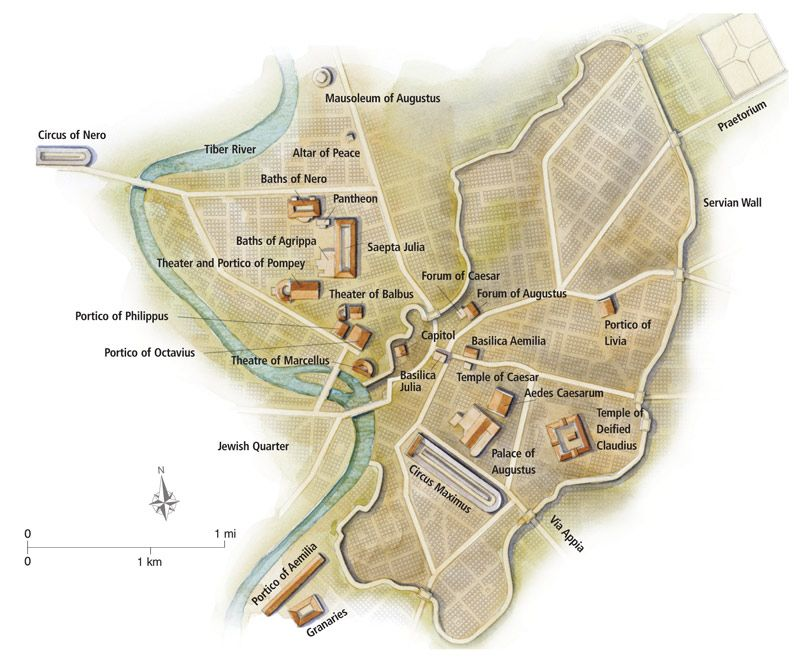 Mausoleum of Augustus
Praetorium
Circus of Nero
Tiber River
Altar of Peace
Baths of Nero
Pantheon
Servian Wall
Baths of Agrippa
Saepta Julia
Theater and Portico of Pompey
Forum of Caesar
Theater of Balbus
Forum of Augustus
Portico of Philippus
Portico of
Livia
Capitol
Basilica Aemilia
Portico of Octavius
Theatre of Marcellus
Basilica
Julia
Temple of Caesar
Aedes Caesarum
Temple of
Deified
Claudius
Jewish Quarter
Palace of
Augustus
Circus Maximus
N
Via Appia
0 1 mi
0 1 km
Portico of Aemilia
Granaries